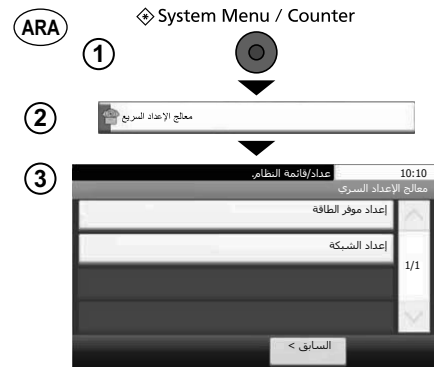 ARA
System Menu / Counter
1
2
معالج الإعداد السريع
3
عداد/قائمة النظام.
10:10
معالج الإعداد السري
إعداد موفر الطاقة
إعداد الشبكة
1/1
السابق >